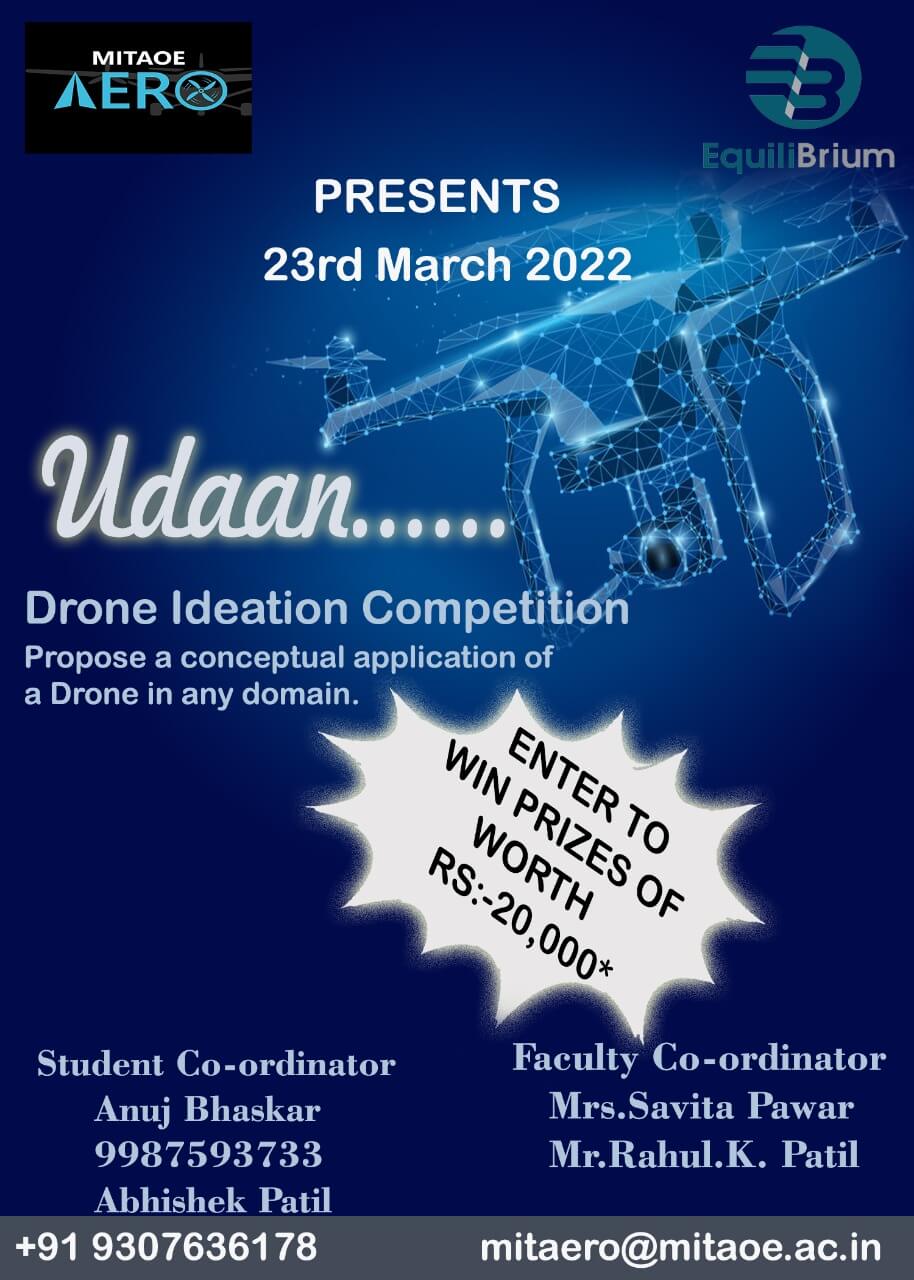 MITAOE
AERO
EquiliBrium
PRESENTS
23rd March 2022
Udaan......
Drone Ideation Competition
Propose a conceptual application of
a Drone in any domain.
ENTER TO
WIN PRIZES OF
WORTH
RS:-20,000*
Student Co-ordinator
Anuj Bhaskar
9987593733
Abhishek Patil
+91 9307636178
Faculty Co-ordinator
Mrs.Savita Pawar
Mr.Rahul.K. Patil
mitaero@mitaoe.ac.in